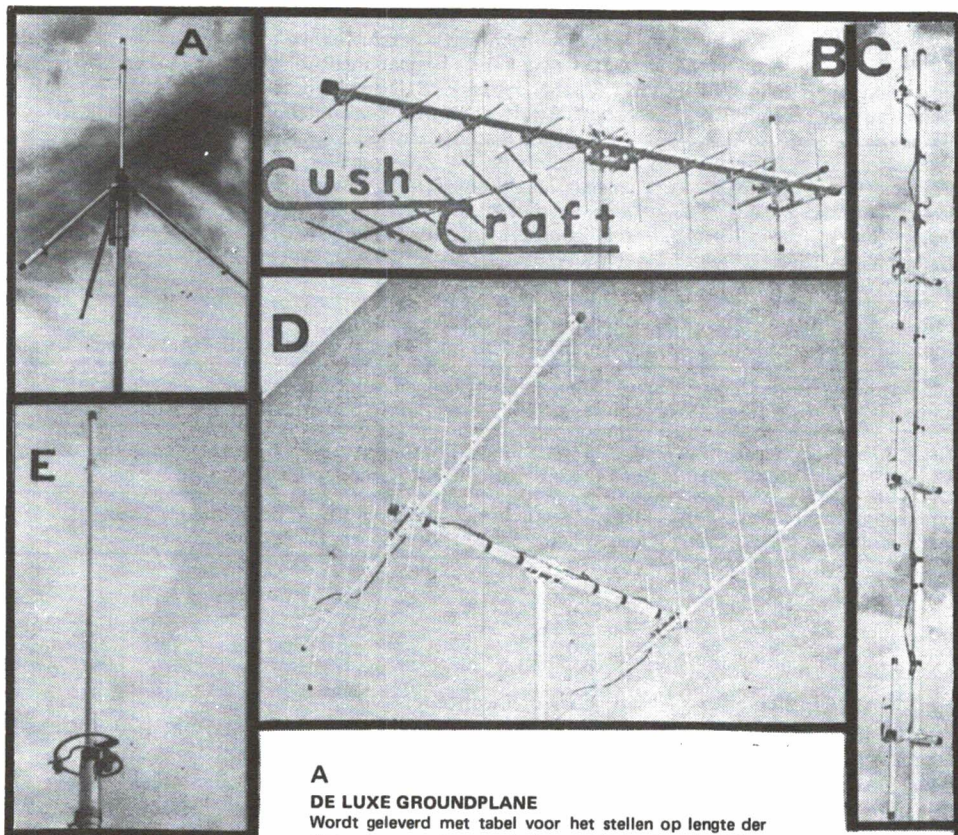 A
B
C
Cush
Craft
D
E
A
DE LUXE GROUNDPLANE
Wordt geleverd met tabel voor het stellen op lengte der